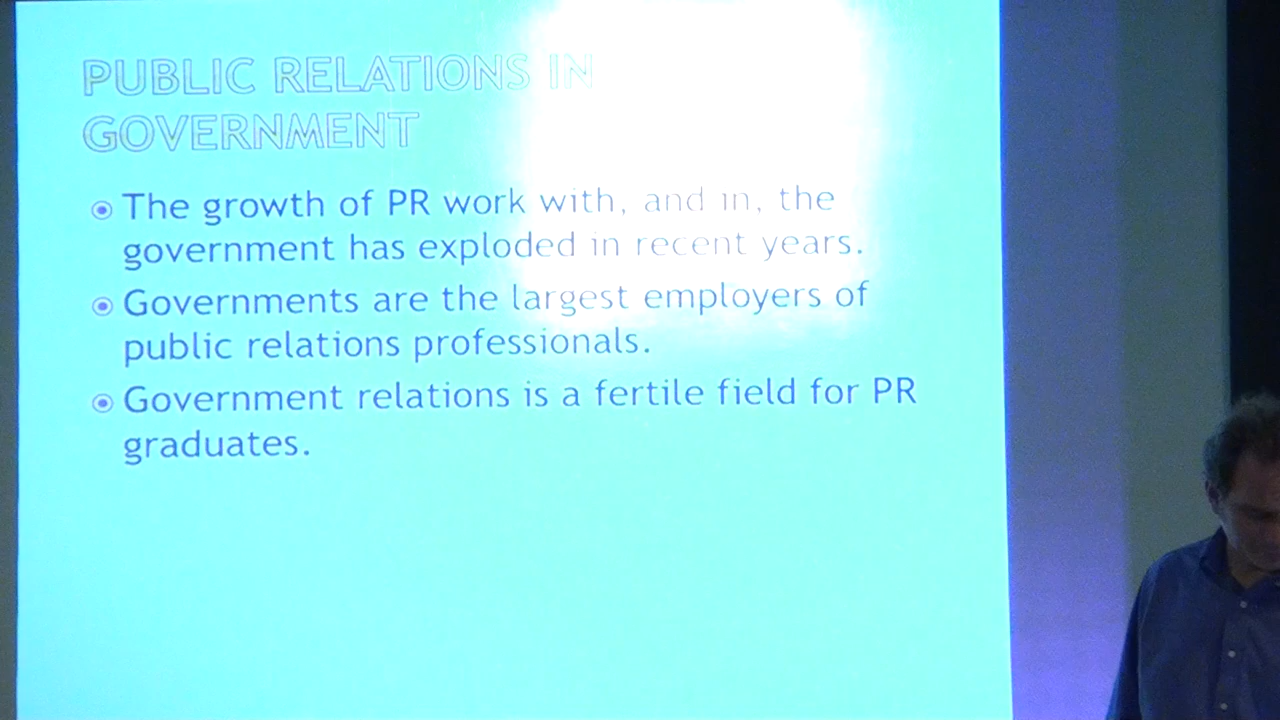 PUBLIC RELATIONS IN
GOVERNMENT
The growth of PR work with, and in, the
government has exploded in recent years.
Governments are the largest employers of
public relations professionals.
Government relations is a fertile field for PR
graduates.